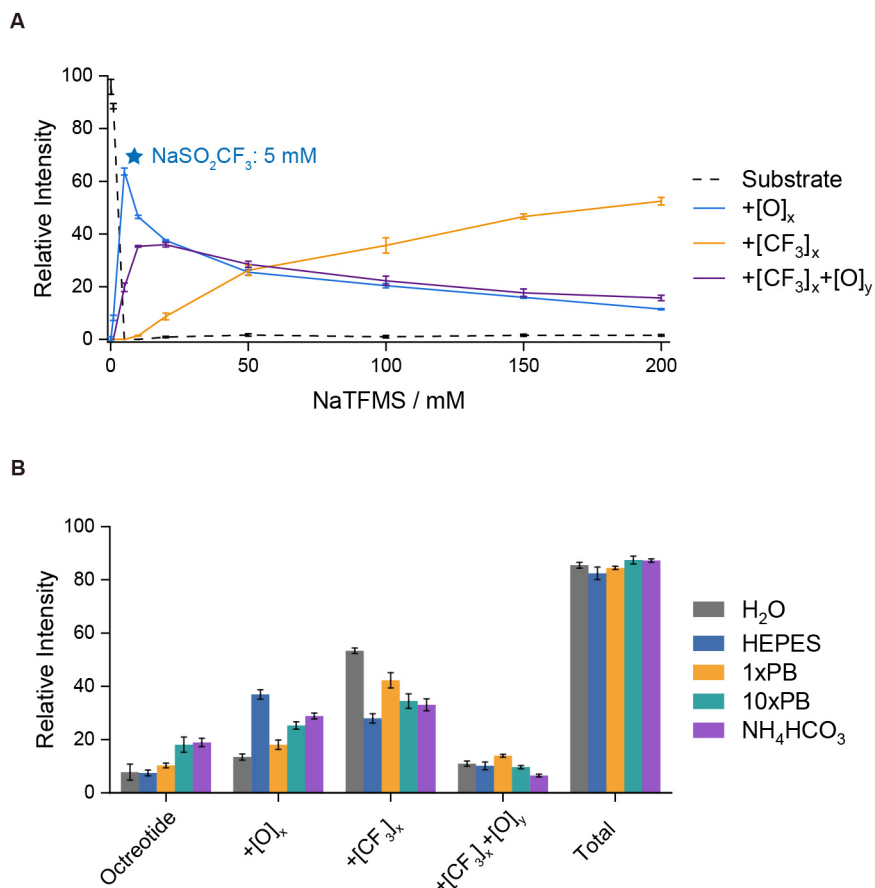 A
100
80
60
40
20
0
Relative Intensity
★ NaSO₂CF₃: 5 mM
0 50 100 150 200
NaTFMS / mM
Substrate
+[O]ₓ
+[CF₃]ₓ
+[CF₃]ₓ+[O]ᵧ
B
100
80
60
40
20
0
Relative Intensity
Octreotide +[O]ₓ +[CF₃]ₓ +[CF₃]ₓ+[O]ᵧ Total
H₂O
HEPES
1xPB
10xPB
NH₄HCO₃